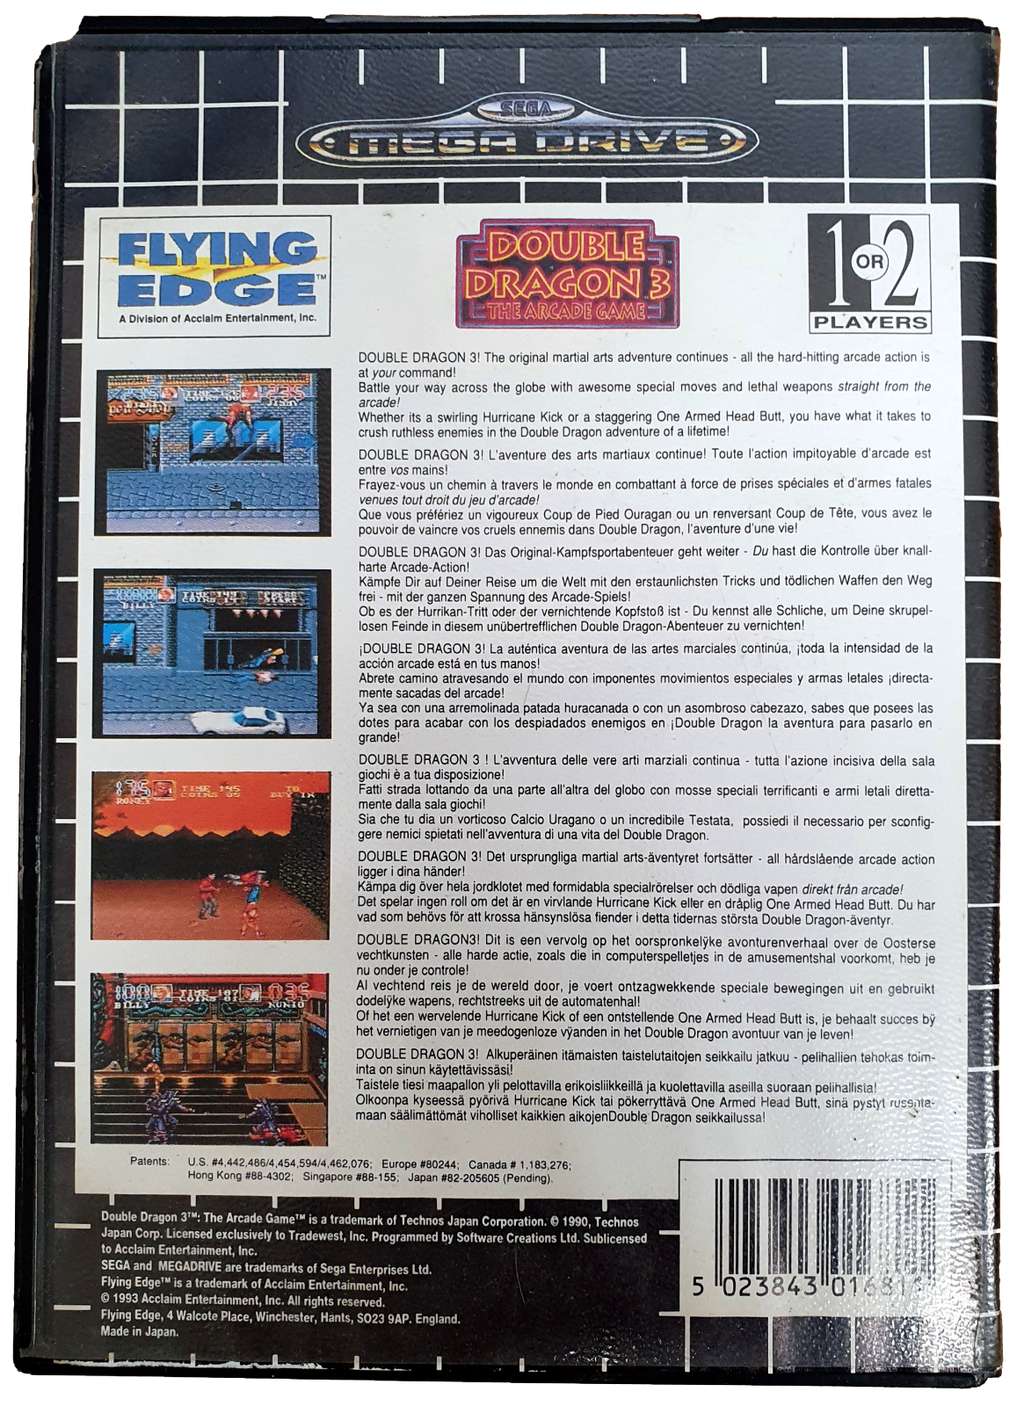 SEGA
MEGA DRIVE
FLYING
EDGE™
A Division of Acclaim Entertainment, Inc.
DOUBLE
DRAGON 3
THE ARCADE GAME
1 OR 2
PLAYERS
DOUBLE DRAGON 3! The original martial arts adventure continues - all the hard-hitting arcade action is
at your command!
Battle your way across the globe with awesome special moves and lethal weapons straight from the
arcade!
Whether its a swirling Hurricane Kick or a staggering One Armed Head Butt, you have what it takes to
crush ruthless enemies in the Double Dragon adventure of a lifetime!
DOUBLE DRAGON 3! L'aventure des arts martiaux continue! Toute l'action impitoyable d'arcade est
entre vos mains!
Frayez-vous un chemin à travers le monde en combattant à force de prises spéciales et d'armes fatales
venues tout droit du jeu d'arcade!
Que vous préfériez un vigoureux Coup de Pied Ouragan ou un renversant Coup de Tête, vous avez le
pouvoir de vaincre vos cruels ennemis dans Double Dragon, l'aventure d'une vie!
DOUBLE DRAGON 3! Das Original-Kampfsportabenteuer geht weiter - Du hast die Kontrolle über knall-
harte Arcade-Action!
Kämpfe Dir auf Deiner Reise um die Welt mit den erstaunlichsten Tricks und tödlichen Waffen den Weg
frei - mit der ganzen Spannung des Arcade-Spiels!
Ob es der Hurrikan-Tritt oder der vernichtende Kopfstoß ist - Du kennst alle Schliche, um Deine skrupel-
losen Feinde in diesem unübertrefflichen Double Dragon-Abenteuer zu vernichten!
¡DOUBLE DRAGON 3! La auténtica aventura de las artes marciales continúa, ¡toda la intensidad de la
acción arcade está en tus manos!
Abrete camino atravesando el mundo con imponentes movimientos especiales y armas letales ¡directa-
mente sacadas del arcade!
Ya sea con una arremolinada patada huracanada o con un asombroso cabezazo, sabes que posees las
dotes para acabar con los despiadados enemigos en ¡Double Dragon la aventura para pasarlo en
grande!
DOUBLE DRAGON 3 ! L'avventura delle vere arti marziali continua - tutta l'azione incisiva della sala
giochi è a tua disposizione!
Fatti strada lottando da una parte all'altra del globo con mosse speciali terrificanti e armi letali diretta-
mente dalla sala giochi!
Sia che tu dia un vorticoso Calcio Uragano o un incredibile Testata, possiedi il necessario per sconfig-
gere nemici spietati nell'avventura di una vita del Double Dragon.
DOUBLE DRAGON 3! Det ursprungliga martial arts-äventyret fortsätter - all hårdslående arcade action
ligger i dina händer!
Kämpa dig över hela jordklotet med formidabla specialrörelser och dödliga vapen direkt från arcade!
Det spelar ingen roll om det är en virvlande Hurricane Kick eller en dråplig One Armed Head Butt. Du har
vad som behövs för att krossa hänsynslösa fiender i detta tidernas största Double Dragon-äventyr.
DOUBLE DRAGON3! Dit is een vervolg op het oorspronkelÿke avonturenverhaal over de Oosterse
vechtkunsten - alle harde actie, zoals die in computerspelletjes in de amusementshal voorkomt, heb je
nu onder je controle!
Al vechtend reis je de wereld door, je voert ontzagwekkende speciale bewegingen uit en gebruikt
dodelÿke wapens, rechtstreeks uit de automatenhal!
Of het een wervelende Hurricane Kick of een ontstellende One Armed Head Butt is, je behaalt succes bÿ
het vernietigen van je meedogenloze vÿanden in het Double Dragon avontuur van je leven!
DOUBLE DRAGON 3! Alkuperäinen itämaisten taistelutaitojen seikkailu jatkuu - pelihallien tehokas toim-
inta on sinun käytettävissäsi!
Taistele tiesi maapallon yli pelottavilla erikoisliikkeillä ja kuolettavilla aseilla suoraan pelihallista!
Olkoonpa kyseessä pyörivä Hurricane Kick tai pökerryttävä One Armed Head Butt, sinä pystyt russenta-
maan säälimättömät viholliset kaikkien aikojenDouble Dragon seikkailussa!
BILLY
TIME 145
COINS 05
TO
BUY IN
RONEY
BILLY
Patents: U.S. #4,442,486/4,454,594/4,462,076; Europe #80244; Canada # 1,183,276;
Hong Kong #88-4302; Singapore #88-155; Japan #82-205605 (Pending).
Double Dragon 3™: The Arcade Game™ is a trademark of Technos Japan Corporation. © 1990, Technos
Japan Corp. Licensed exclusively to Tradewest, Inc. Programmed by Software Creations Ltd. Sublicensed
to Acclaim Entertainment, Inc.
SEGA and MEGADRIVE are trademarks of Sega Enterprises Ltd.
Flying Edge™ is a trademark of Acclaim Entertainment, Inc.
© 1993 Acclaim Entertainment, Inc. All rights reserved.
Flying Edge, 4 Walcote Place, Winchester, Hants, SO23 9AP. England.
Made in Japan.
5 023843